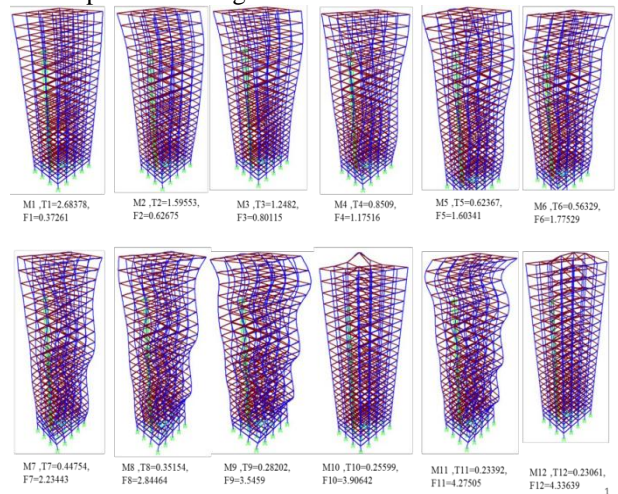 M1 ,T1=2.68378,
F1=0.37261
M2 ,T2=1.59553,
F2=0.62675
M3 ,T3=1.2482,
F3=0.80115
M4 ,T4=0.8509,
F4=1.17516
M5 ,T5=0.62367,
F5=1.60341
M6 ,T6=0.56329,
F6=1.77529
M7 ,T7=0.44754,
F7=2.23443
M8 ,T8=0.35154,
F8=2.84464
M9 ,T9=0.28202,
F9=3.5459
M10 ,T10=0.25599,
F10=3.90642
M11 ,T11=0.23392,
F11=4.27505
M12 ,T12=0.23061,
F12=4.33639
1